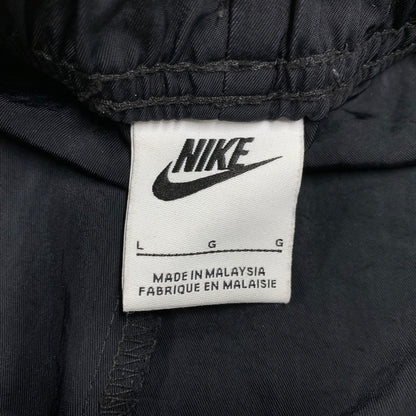 NIKE
L G G
MADE IN MALAYSIA
FABRIQUE EN MALAISIE